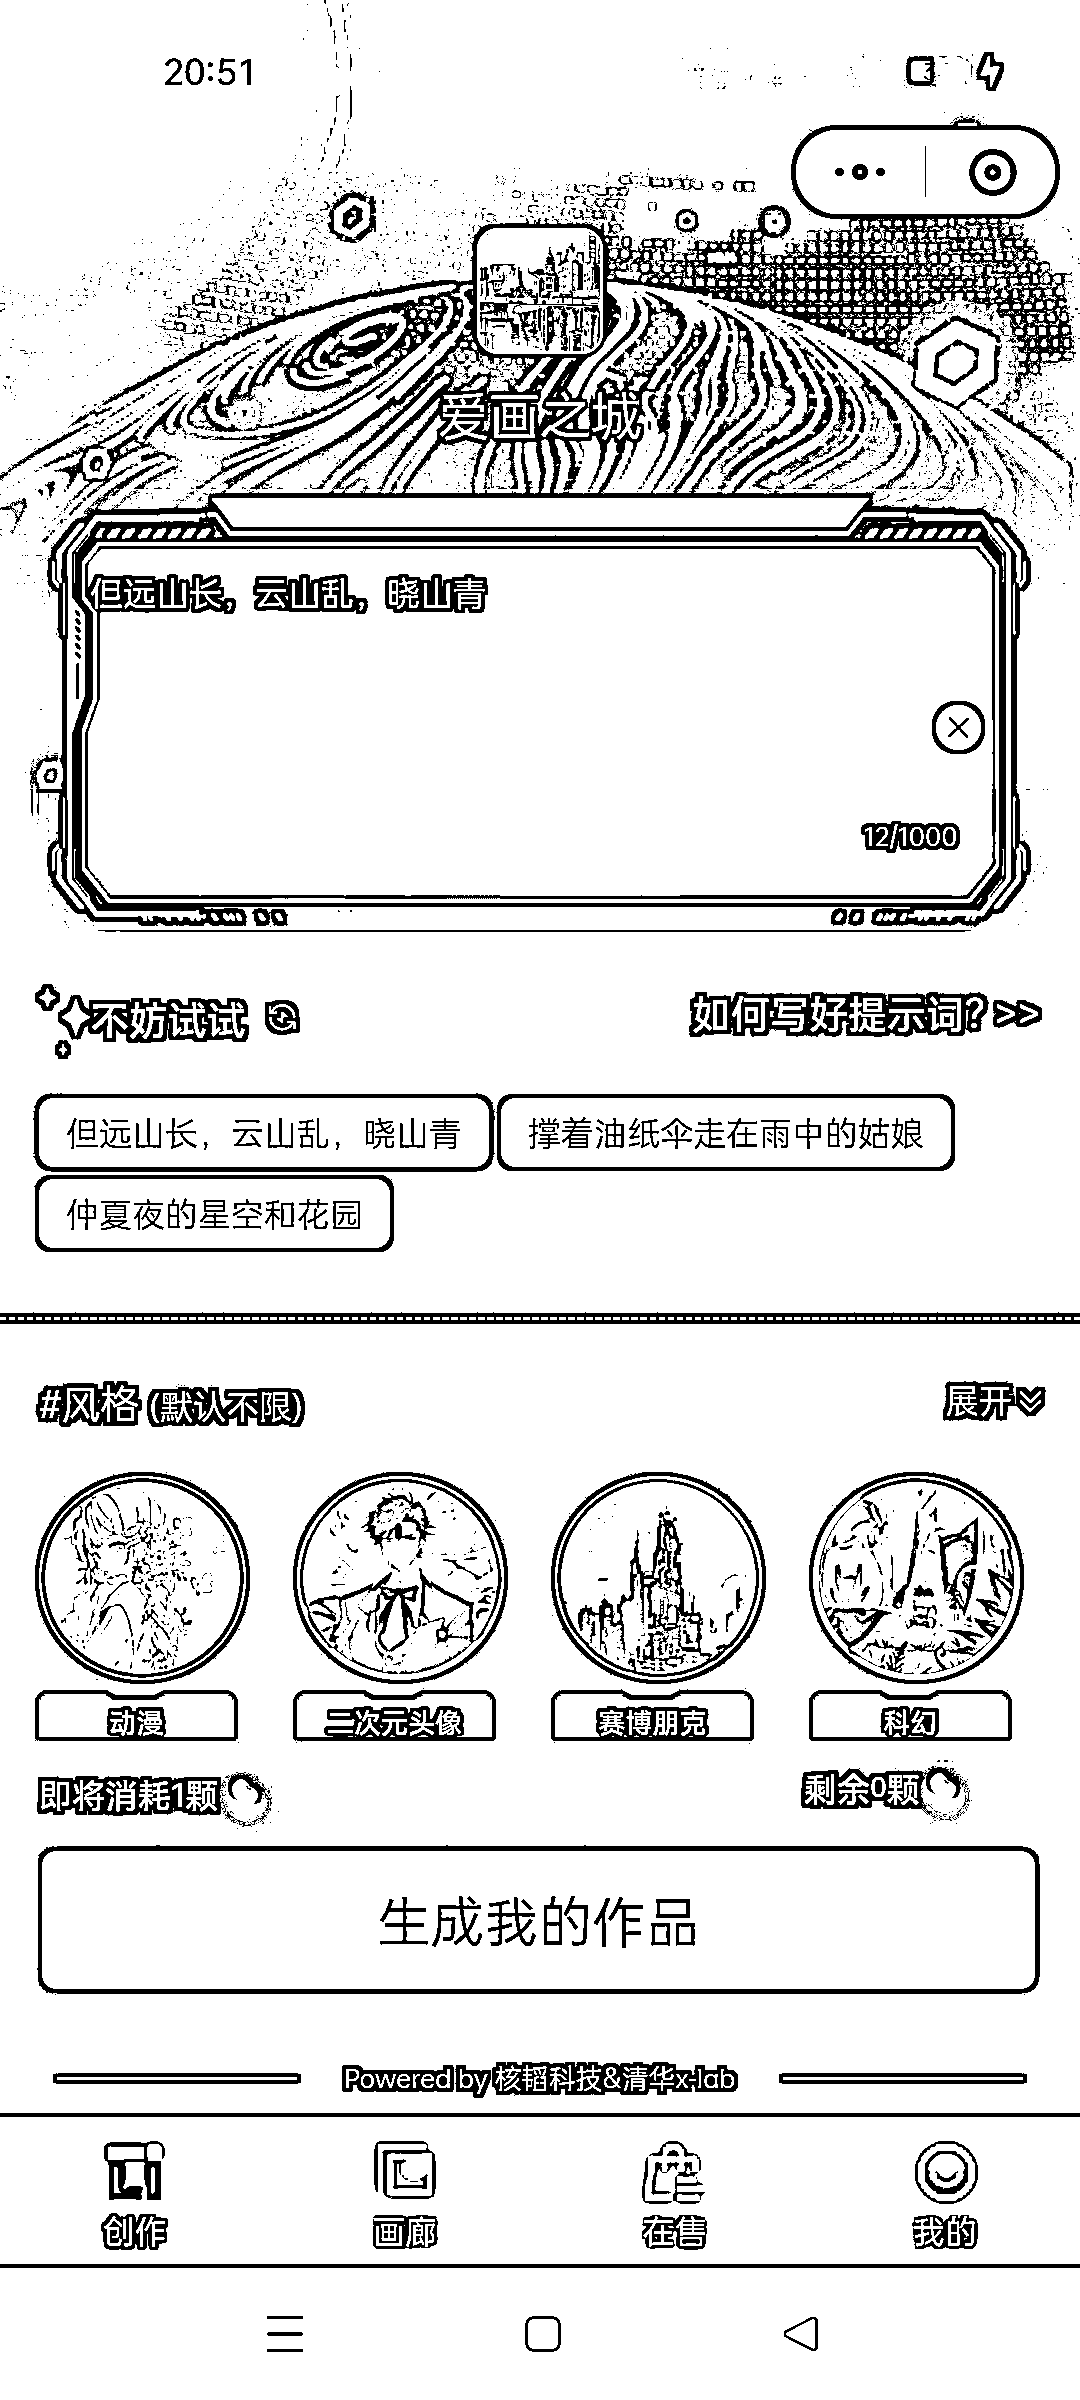 20:51
爱画之城
但远山长，云山乱，晓山青
12/1000
不妨试试
如何写好提示词？>>
但远山长，云山乱，晓山青
撑着油纸伞走在雨中的姑娘
仲夏夜的星空和花园
#风格 (默认不限)
展开
动漫
二次元头像
赛博朋克
科幻
即将消耗1颗
剩余0颗
生成我的作品
Powered by 核韬科技&清华x-lab
创作
画廊
在售
我的